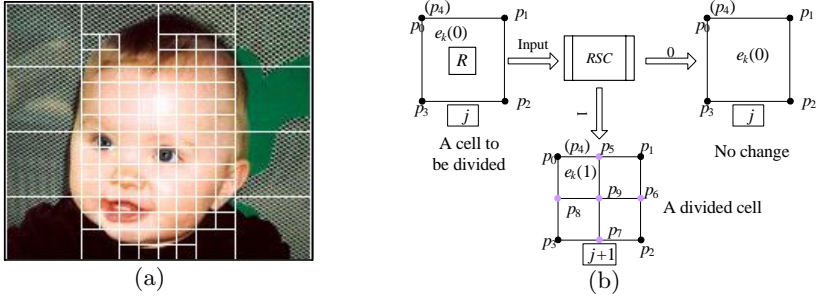 (p₄)
p₀ p₁
eₖ(0)
R
p₃ p₂
j
A cell to
be divided
Input
RSC
0
1
(p₄)
p₀ p₁
eₖ(0)
p₃ p₂
j
No change
(p₄) p₅
p₀ p₁
eₖ(1)
p₉ p₆
p₈
p₇
p₃ p₂
j+1
A divided cell
(a) (b)